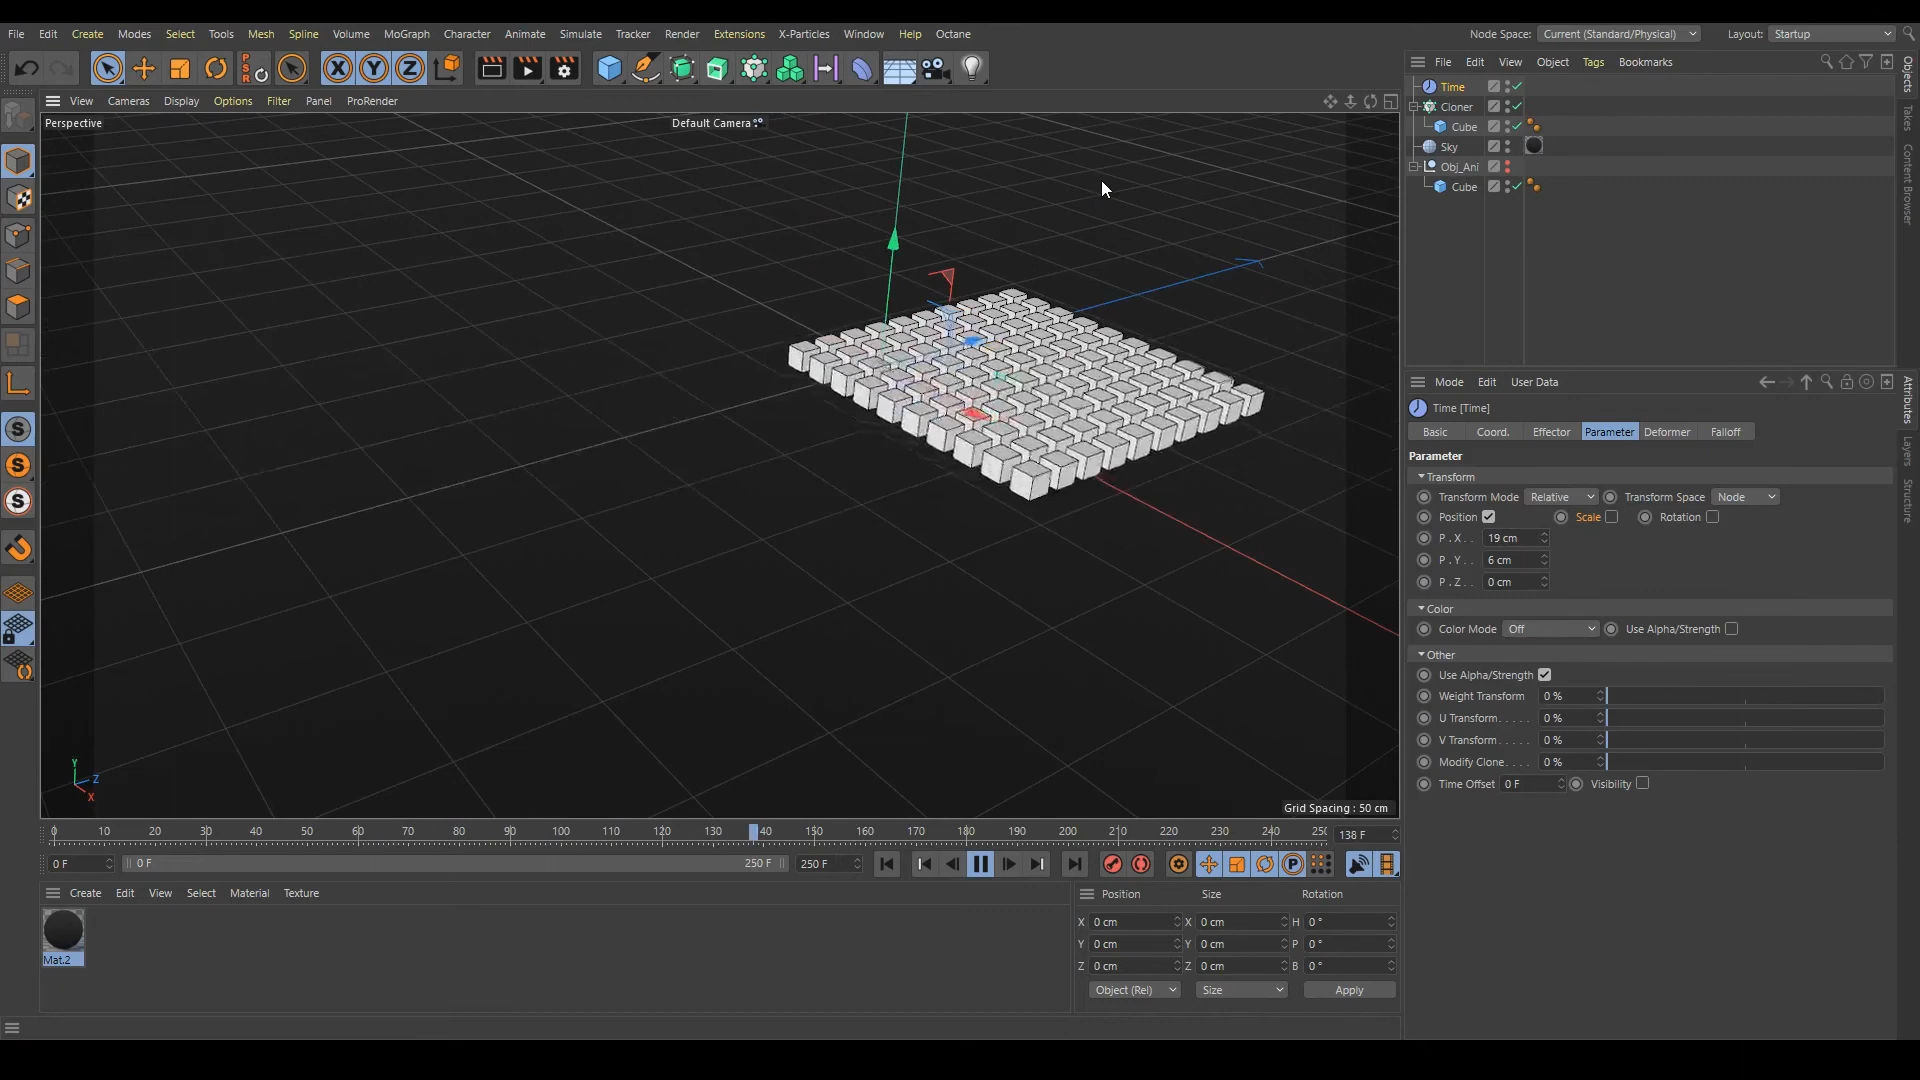 File Edit Create Modes Select Tools Mesh Spline Volume MoGraph Character Animate Simulate Tracker Render Extensions X-Particles Window Help Octane
Node Space: Current (Standard/Physical) Layout: Startup
P S R X Y Z
File Edit View Object Tags Bookmarks
View Cameras Display Options Filter Panel ProRender
Perspective
Default Camera
Time
Cloner
Cube
Sky
Obj_Ani
Cube
Objects
Takes
Content Browser
Mode Edit User Data
Time [Time]
Basic Coord. Effector Parameter Deformer Falloff
Parameter
Transform
Transform Mode Relative Transform Space Node
Position Scale Rotation
P . X . . 19 cm
P . Y . . 6 cm
P . Z . . 0 cm
Color
Color Mode Off Use Alpha/Strength
Other
Use Alpha/Strength
Weight Transform 0 %
U Transform . . . . . 0 %
V Transform . . . . . 0 %
Modify Clone . . . . 0 %
Time Offset 0 F Visibility
Attributes
Layers
Structure
S
S
S
Y
Z
X
Grid Spacing : 50 cm
0 10 20 30 40 50 60 70 80 90 100 110 120 130 40 150 160 170 180 190 200 210 220 230 240 250 138 F
0 F 0 F 250 F 250 F P
Create Edit View Select Material Texture
Mat.2
Position Size Rotation
X 0 cm X 0 cm H 0 °
Y 0 cm Y 0 cm P 0 °
Z 0 cm Z 0 cm B 0 °
Object (Rel) Size Apply